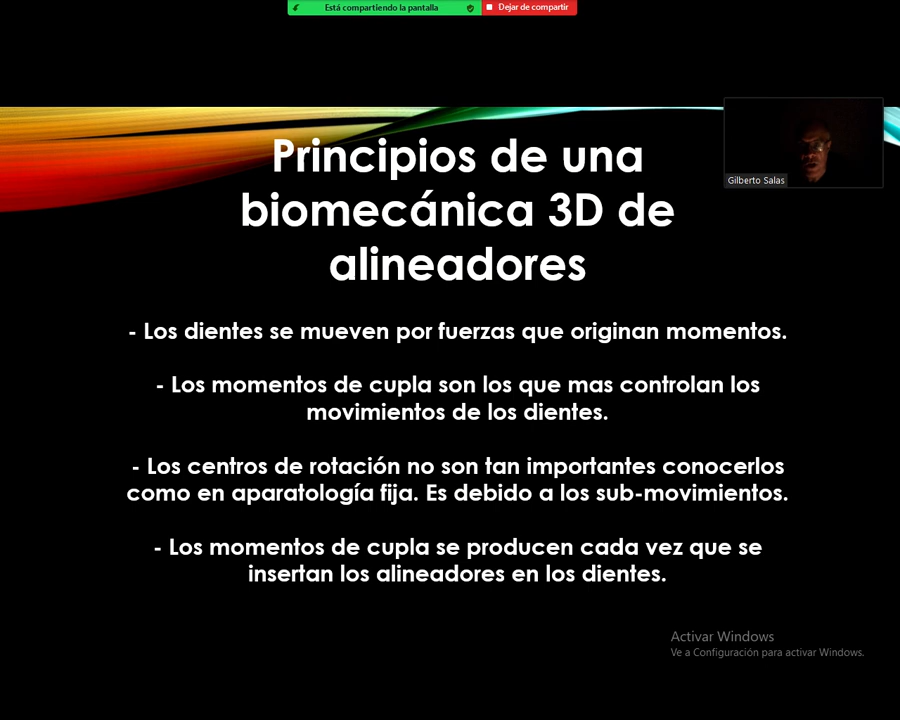 Está compartiendo la pantalla
Dejar de compartir
Gilberto Salas
Principios de una
biomecánica 3D de
alineadores
- Los dientes se mueven por fuerzas que originan momentos.
- Los momentos de cupla son los que mas controlan los
movimientos de los dientes.
- Los centros de rotación no son tan importantes conocerlos
como en aparatología fija. Es debido a los sub-movimientos.
- Los momentos de cupla se producen cada vez que se
insertan los alineadores en los dientes.
Activar Windows
Ve a Configuración para activar Windows.